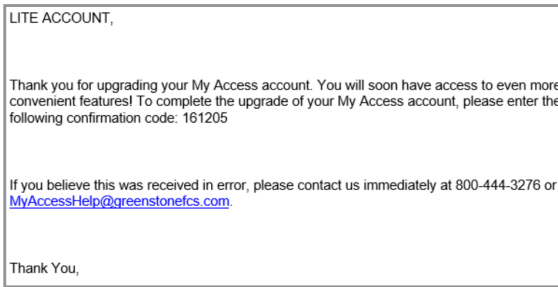 LITE ACCOUNT,
Thank you for upgrading your My Access account. You will soon have access to even more
convenient features! To complete the upgrade of your My Access account, please enter the
following confirmation code: 161205
If you believe this was received in error, please contact us immediately at 800-444-3276 or
MyAccessHelp@greenstonefcs.com.
Thank You,